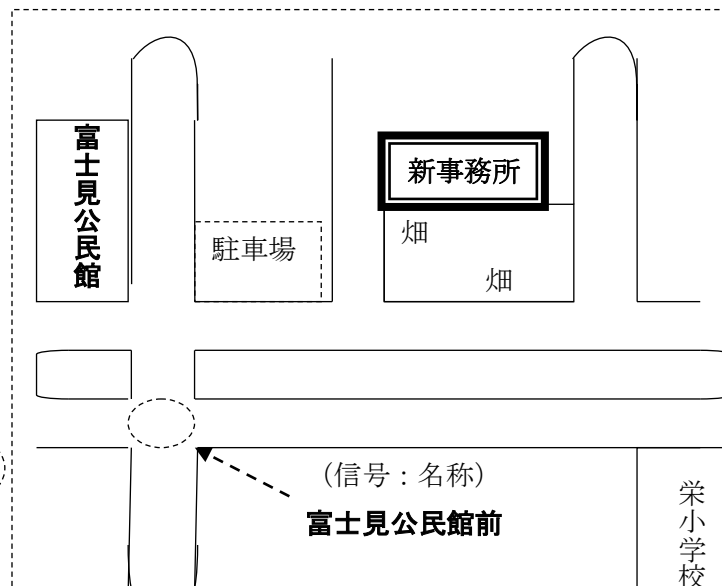 富士見公民館
新事務所
駐車場
畑
畑
(信号：名称)
富士見公民館前
栄小学校